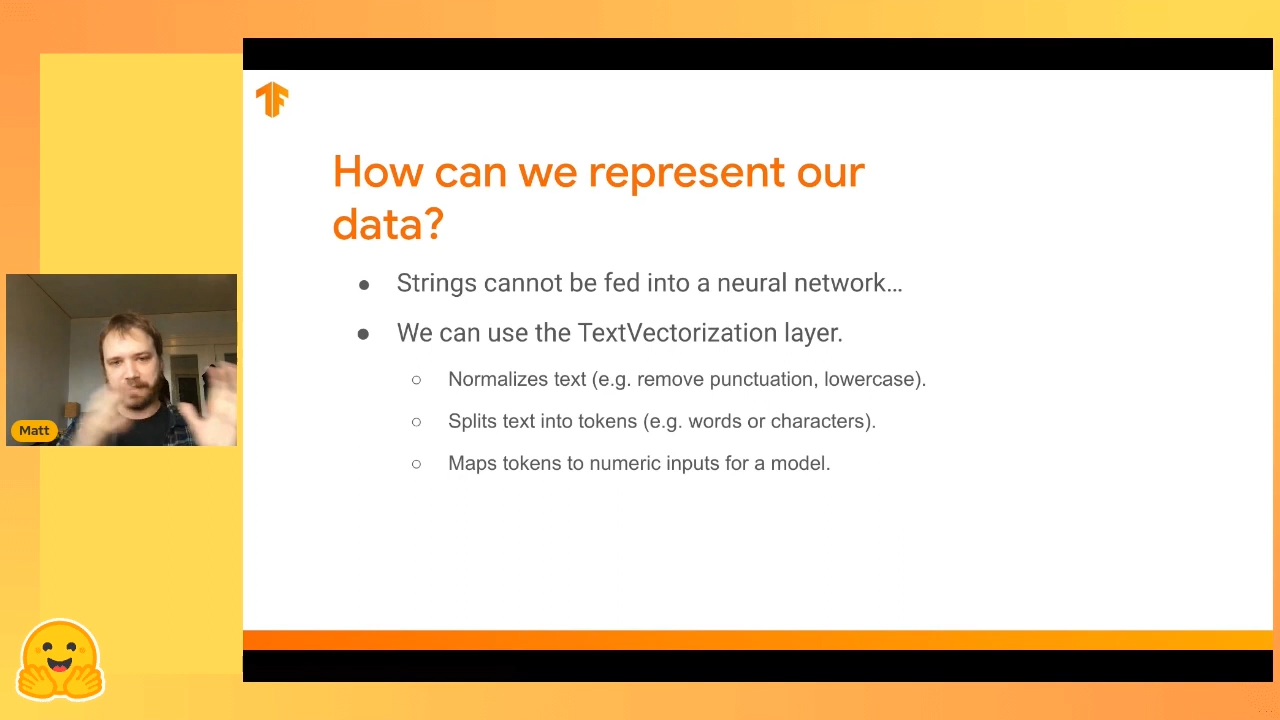 How can we represent our
data?
● Strings cannot be fed into a neural network…
● We can use the TextVectorization layer.
○ Normalizes text (e.g. remove punctuation, lowercase).
○ Splits text into tokens (e.g. words or characters).
○ Maps tokens to numeric inputs for a model.
Matt